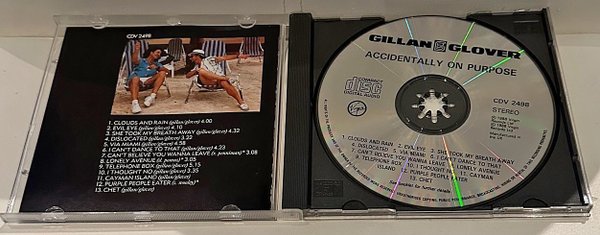 CDV 2498
1. CLOUDS AND RAIN (gillan/glover) 4.00
2. EVIL EYE (gillan/glover) 4.10
3. SHE TOOK MY BREATH AWAY (gillan/glover) 4.32
4. DISLOCATED (gillan/glover) 3.22
5. VIA MIAMI (gillan/glover) 4.58
6. I CAN'T DANCE TO THAT (gillan/glover) 4.23
7. CAN'T BELIEVE YOU WANNA LEAVE * 3.08
8. LONELY AVENUE (d. pomus) * 3.05
9. TELEPHONE BOX (gillan/glover) 5.15
10. I THOUGHT NO (gillan/glover) 3.35
11. CAYMAN ISLAND (gillan/glover) *
12. PURPLE PEOPLE EATER (s. wooley) *
13. CHET (gillan/glover)
GILLAN GLOVER
ACCIDENTALLY ON PURPOSE
COMPACT
disc
DIGITAL AUDIO
CDV 2498
STEREO
Virgin
1. CLOUDS AND RAIN 2. EVIL EYE 3. SHE TOOK MY BREATH AWAY
4. DISLOCATED 5. VIA MIAMI 6. I CAN'T DANCE TO THAT
7. CAN'T BELIEVE YOU WANNA LEAVE 8. LONELY AVENUE
9. TELEPHONE BOX 10. I THOUGHT NO 11. CAYMAN
ISLAND 12. PURPLE PEOPLE EATER
13. CHET
See booklet for further details.